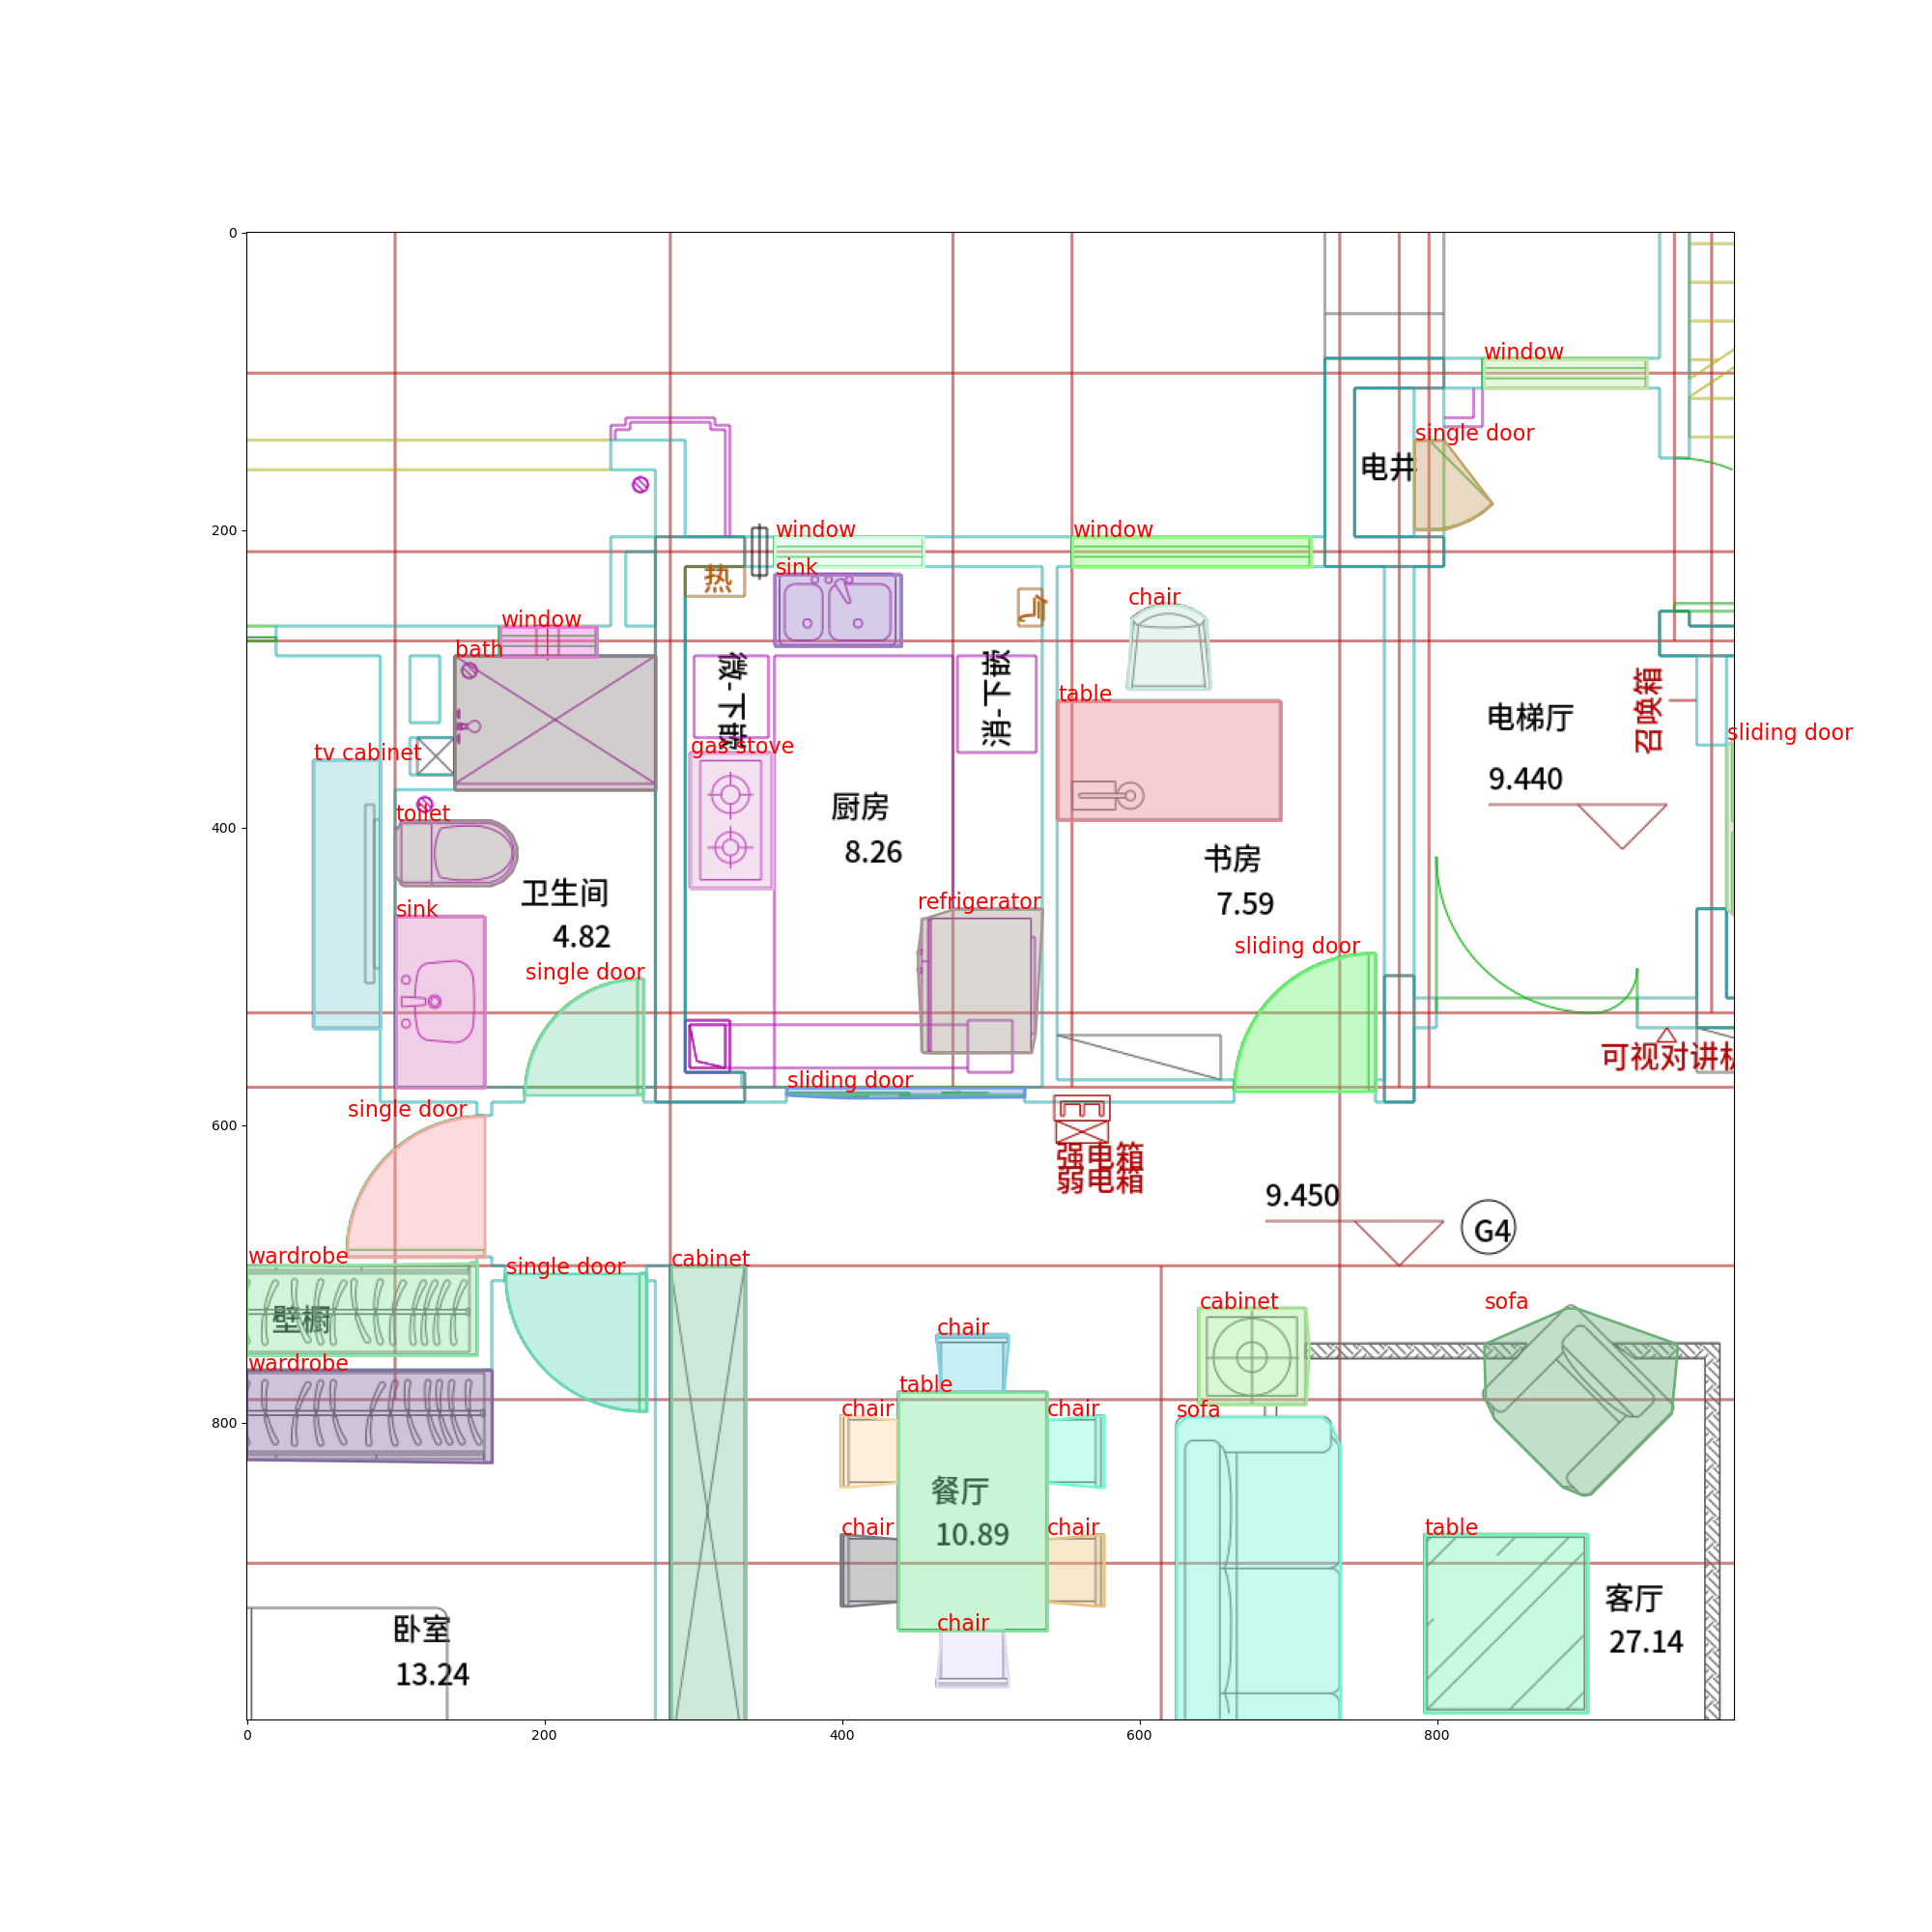 0
window
single door
电井
200
window
window
热
sink
气
chair
window
bath
微-下嵌
消-下嵌
table
召唤箱
电梯厅
sliding door
tv cabinet
gas stove
9.440
toilet
400
厨房
8.26
书房
7.59
卫生间
4.82
sink
refrigerator
sliding door
single door
可视对讲机
sliding door
single door
600
强电箱
弱电箱
9.450
G4
wardrobe
single door
cabinet
壁橱
cabinet
sofa
chair
wardrobe
table
chair
chair
sofa
800
餐厅
10.89
chair
chair
table
客厅
27.14
卧室
13.24
chair
0
200
400
600
800